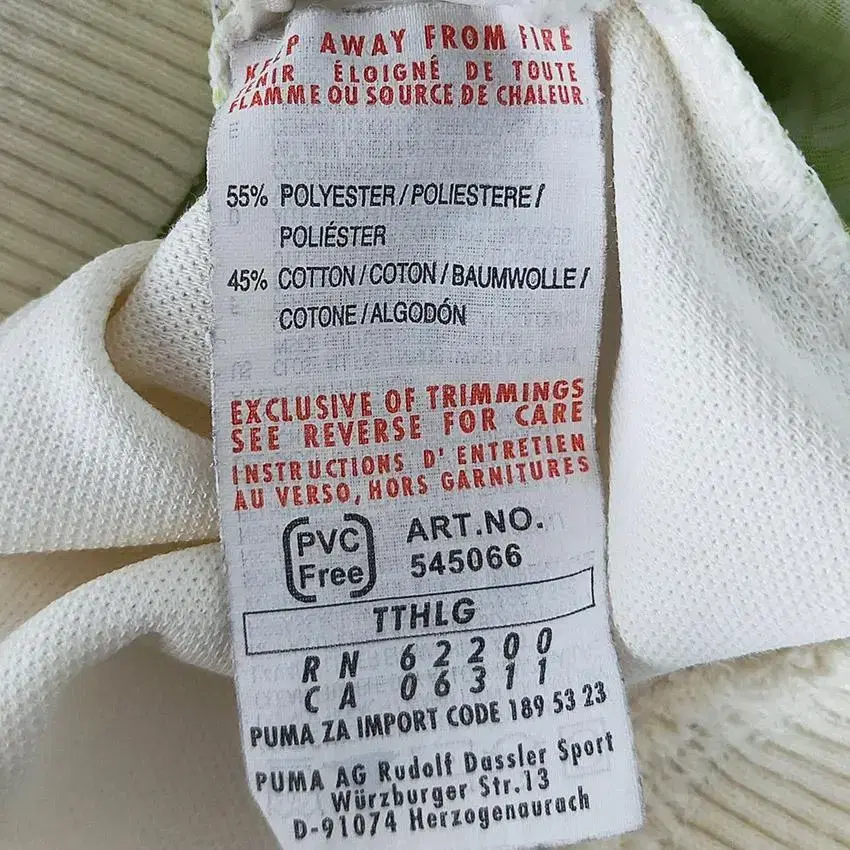 KEEP AWAY FROM FIRE
TENIR ÉLOIGNÉ DE TOUTE
FLAMME OU SOURCE DE CHALEUR
55% POLYESTER/POLIESTERE/
POLIÉSTER
45% COTTON/COTON/BAUMWOLLE/
COTONE/ALGODÓN
EXCLUSIVE OF TRIMMINGS
SEE REVERSE FOR CARE
INSTRUCTIONS D'ENTRETIEN
AU VERSO, HORS GARNITURES
PVC
Free
ART.NO.
545066
TTHLG
RN 62200
CA 06311
PUMA ZA IMPORT CODE 189 53 23
PUMA AG Rudolf Dassler Sport
Würzburger Str.13
D-91074 Herzogenaurach